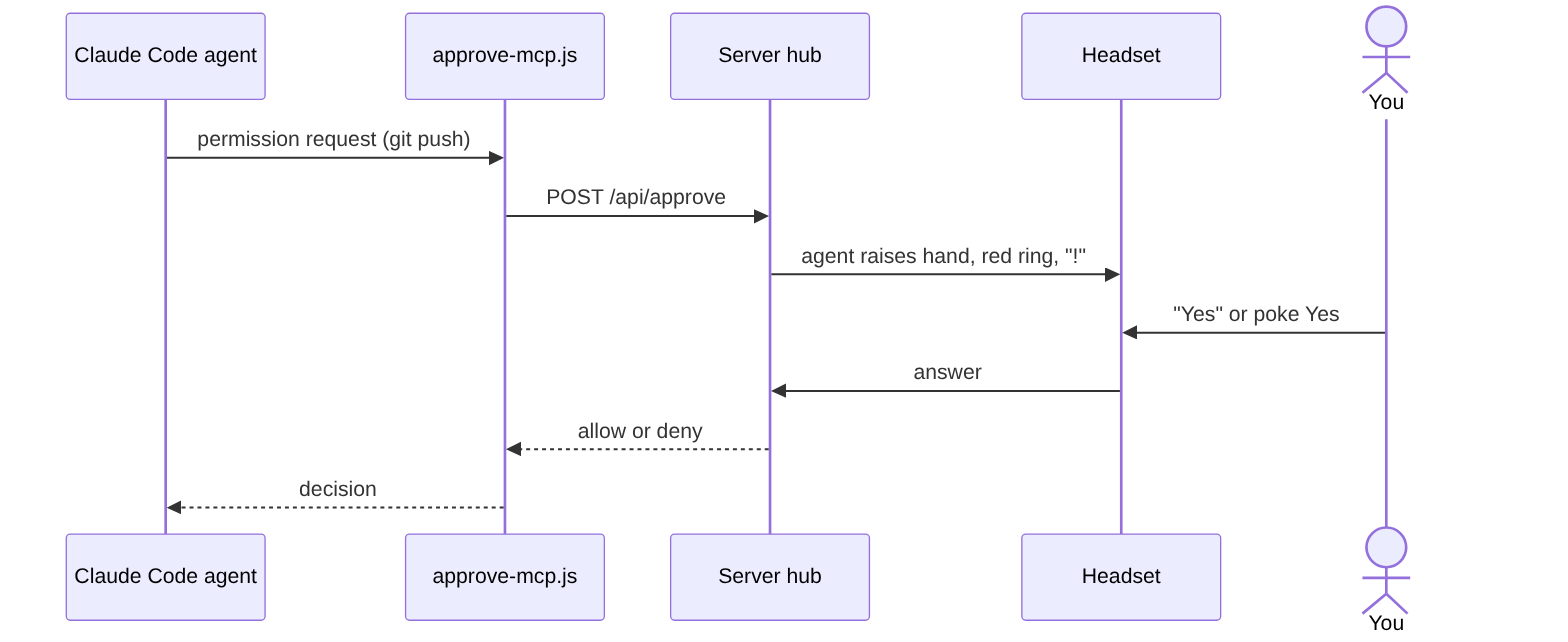 Claude Code agent
approve-mcp.js
Server hub
Headset
You
permission request (git push)
POST /api/approve
agent raises hand, red ring, "!"
"Yes" or poke Yes
answer
allow or deny
decision
Claude Code agent
approve-mcp.js
Server hub
Headset
You